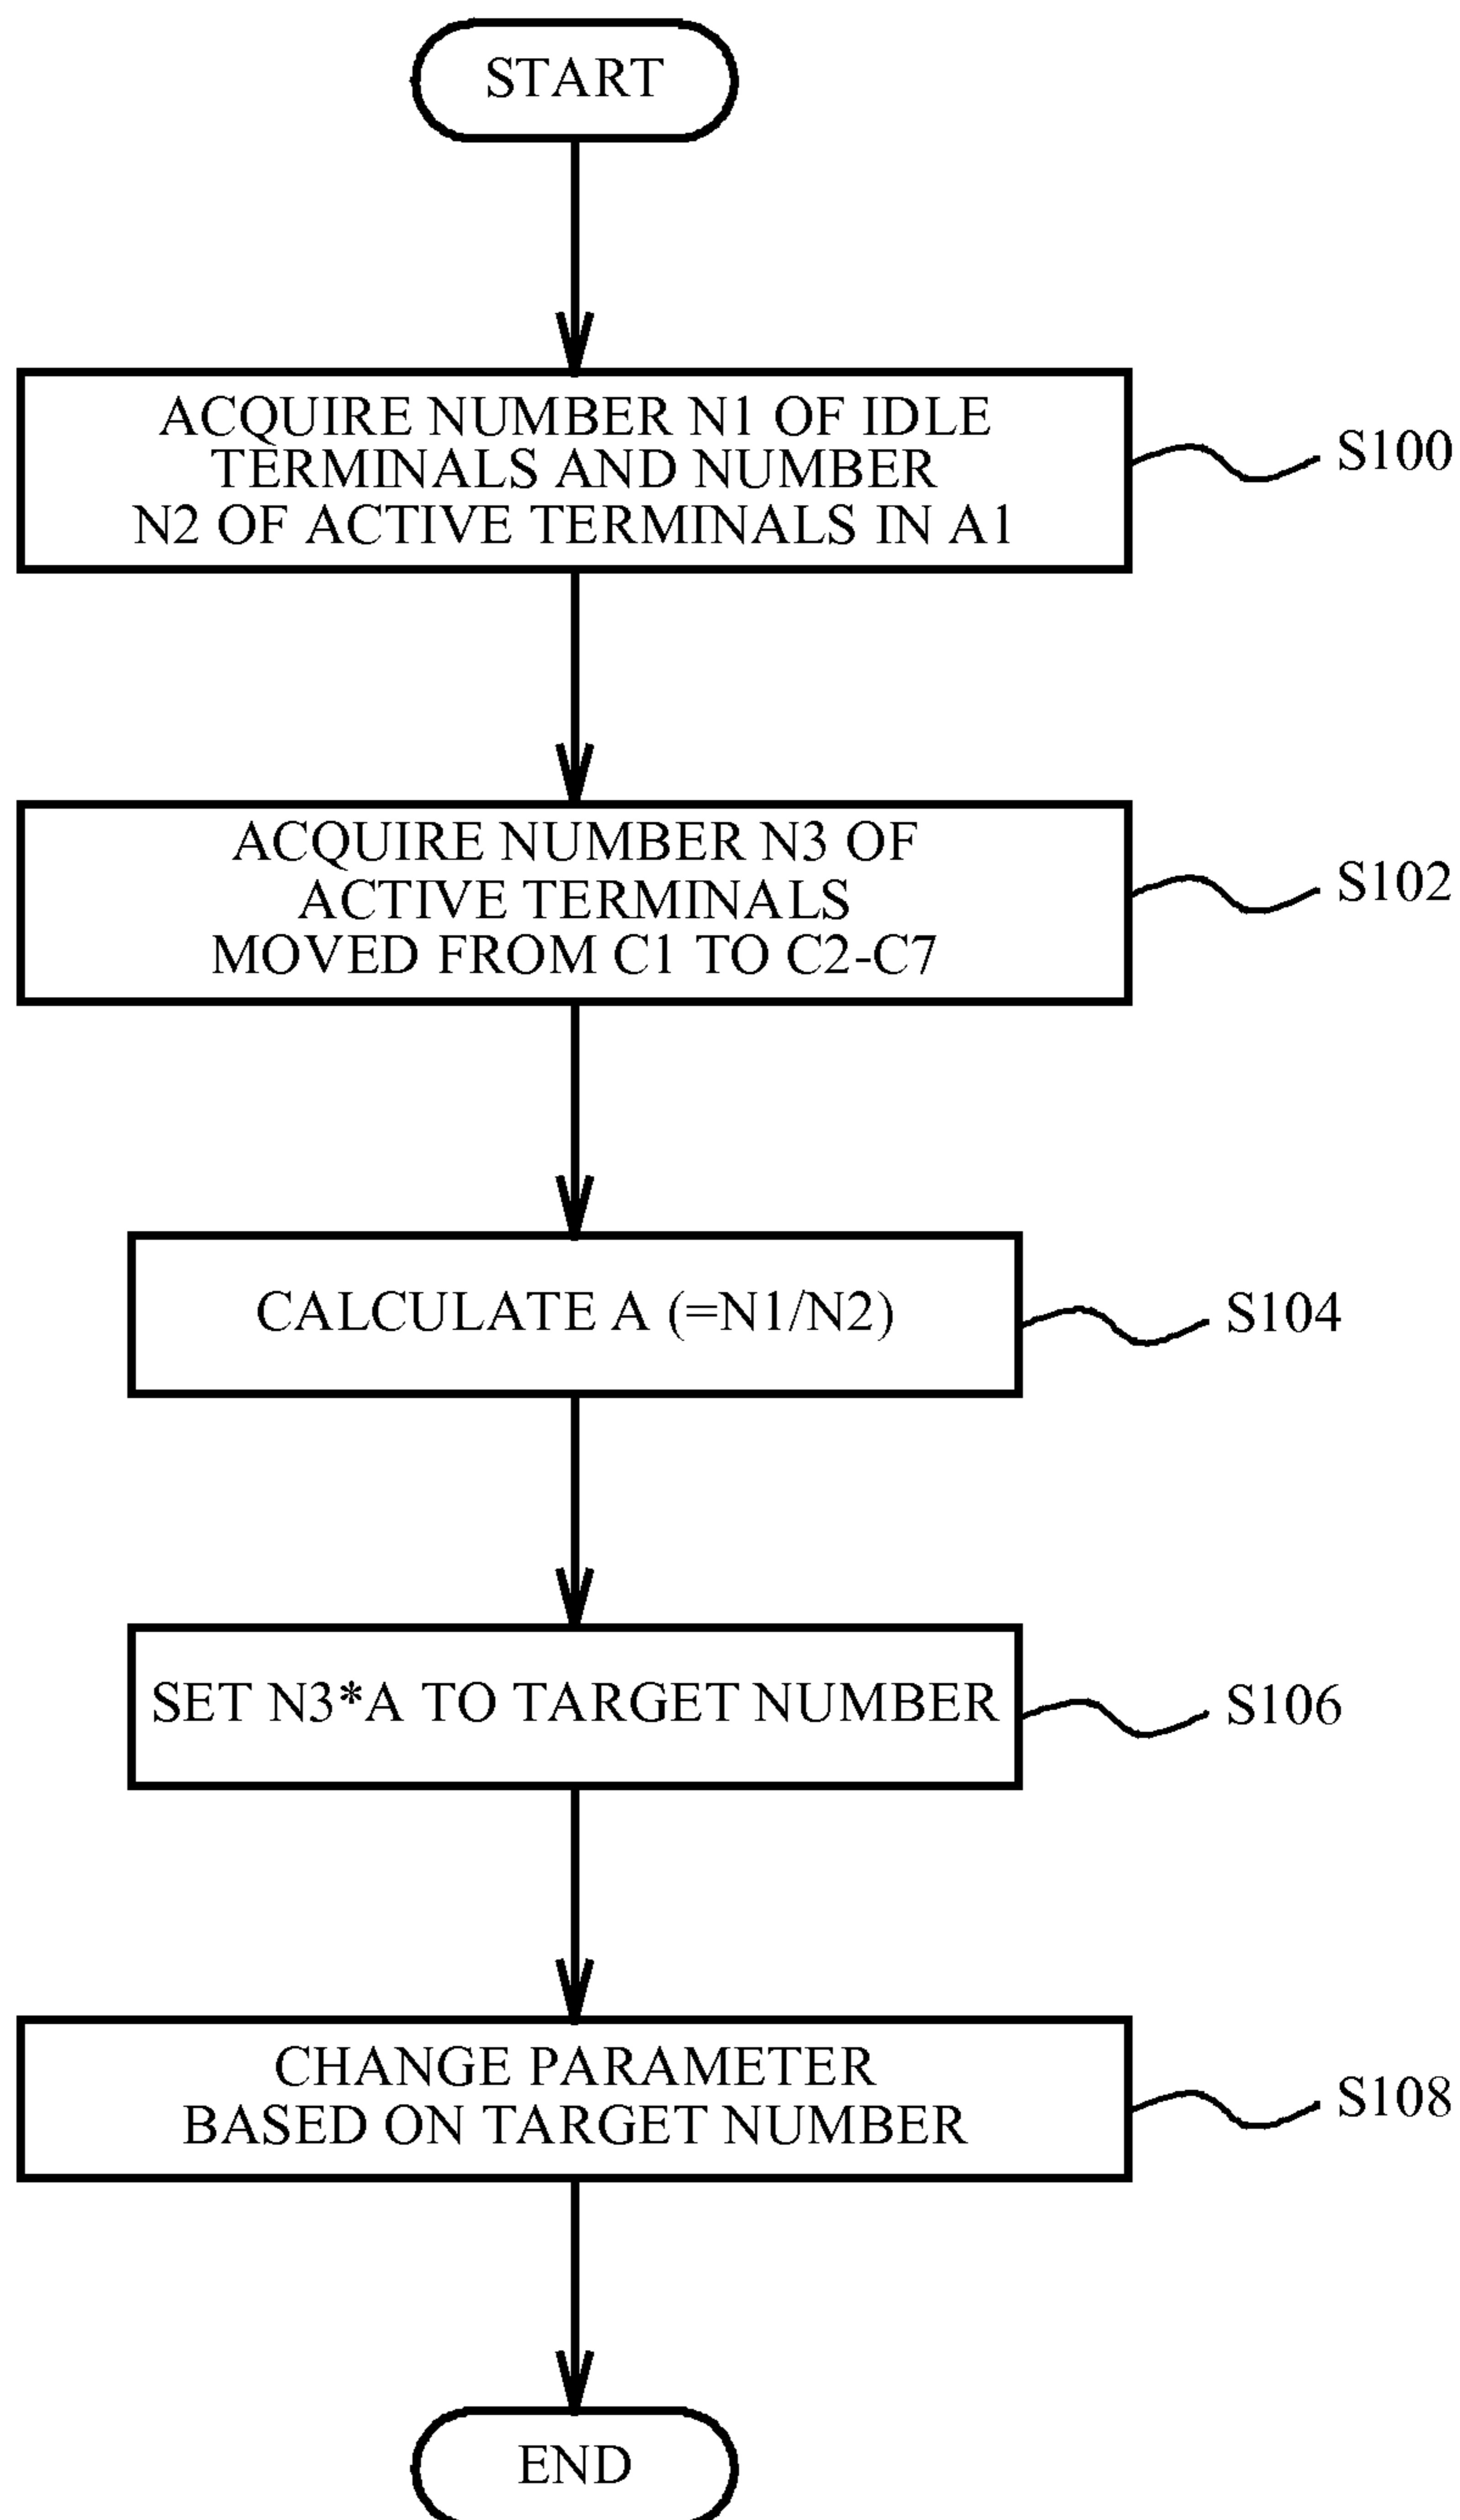 START
ACQUIRE NUMBER N1 OF IDLE
TERMINALS AND NUMBER
N2 OF ACTIVE TERMINALS IN A1
S100
ACQUIRE NUMBER N3 OF
ACTIVE TERMINALS
MOVED FROM C1 TO C2-C7
S102
CALCULATE A (=N1/N2)
S104
SET N3*A TO TARGET NUMBER
S106
CHANGE PARAMETER
BASED ON TARGET NUMBER
S108
END